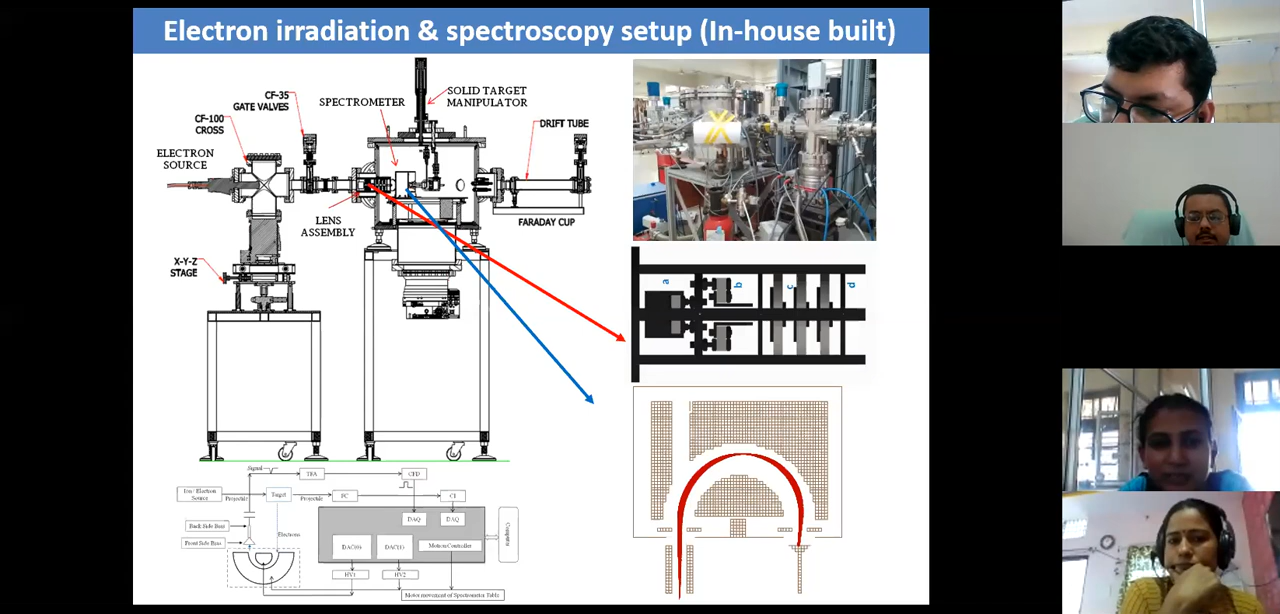 Electron irradiation & spectroscopy setup (In-house built)
CF-35
GATE VALVES
CF-100
CROSS
ELECTRON
SOURCE
SPECTROMETER
SOLID TARGET
MANIPULATOR
DRIFT TUBE
LENS
ASSEMBLY
FARADAY CUP
X-Y-Z
STAGE
a
b
c
d
Signal
TFA
CFD
Ion / Electron
Source
Projectile
Target
Projectile
FC
CI
Back Side Bias
Front Side Bias
Electrons
DAQ
DAQ
DAC(0)
DAC(1)
Motion Controller
Computer
HV1
HV2
Motor movement of Spectrometer Table